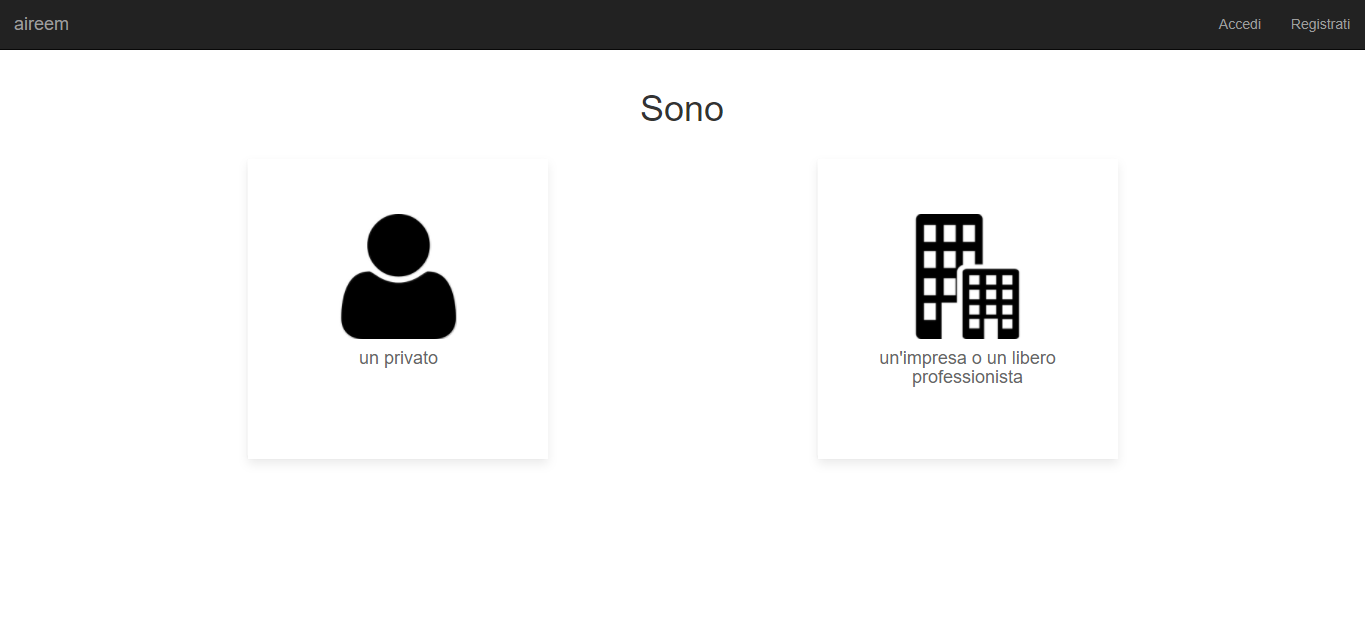 aireem
Accedi
Registrati
Sono
un privato
un'impresa o un libero
professionista